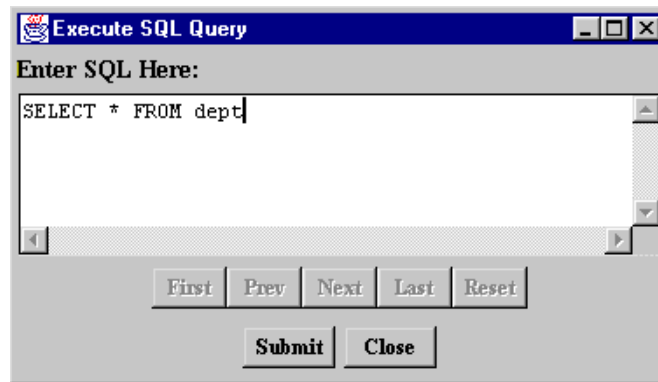 Execute SQL Query
Enter SQL Here:
SELECT * FROM dept
First Prev Next Last Reset
Submit Close